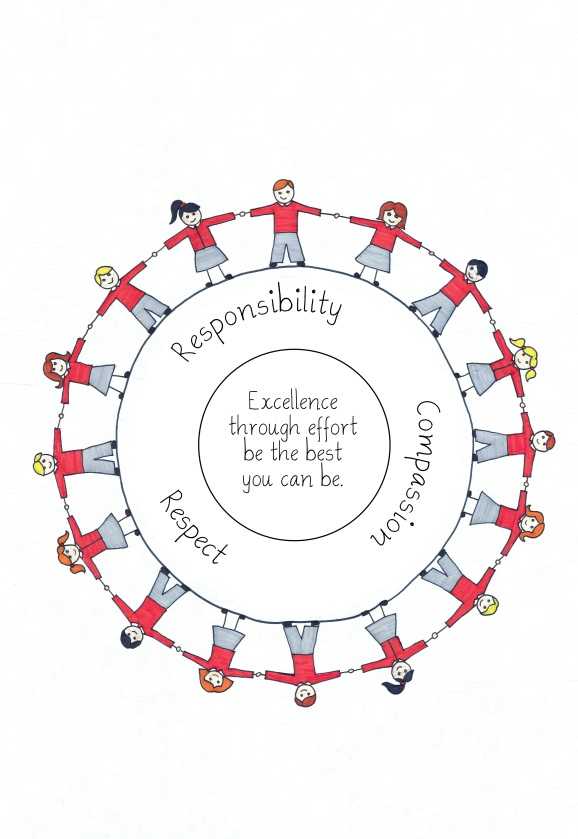 Responsibility
Excellence
through effort
be the best
you can be.
Compassion
Respect